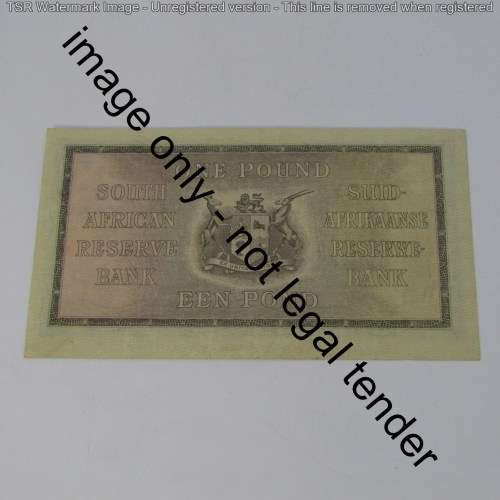 TSR Watermark Image - Unregistered version - This line is removed when registered
image only - not legal tender
POUND
SOUTH
AFRICAN
RESERVE
BANK
SUID-
AFRIKAANSE
RESERWE-
BANK
EEN POND